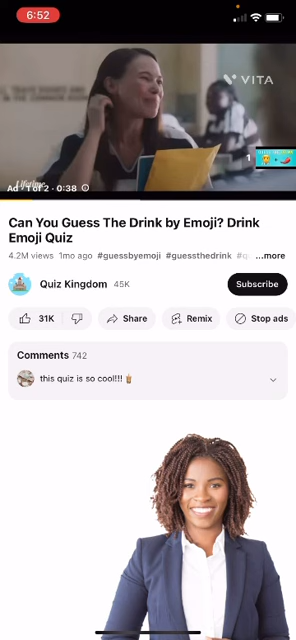 6:52
VITA
1
Lifetime
Ad · 1 of 2 · 0:38
Can You Guess The Drink by Emoji? Drink
Emoji Quiz
4.2M views 1mo ago #guessbyemoji #guessthedrink #q ...more
Quiz Kingdom 45K
Subscribe
31K
Share
Remix
Stop ads
Comments 742
this quiz is so cool!!!